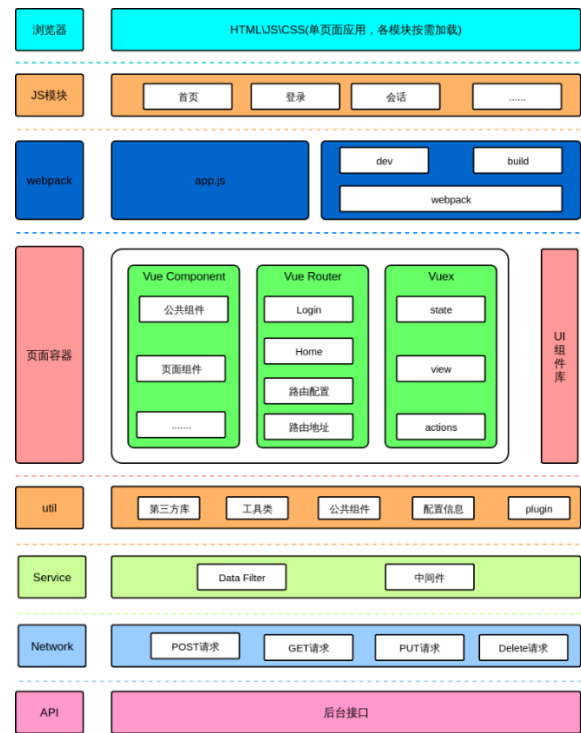 浏览器
HTML\JS\CSS(单页面应用，各模块按需加载)
JS模块
首页
登录
会话
......
webpack
app.js
dev
build
webpack
页面容器
Vue Component
公共组件
页面组件
.......
Vue Router
Login
Home
路由配置
路由地址
Vuex
state
view
actions
UI
组
件
库
util
第三方库
工具类
公共组件
配置信息
plugin
Service
Data Filter
中间件
Network
POST请求
GET请求
PUT请求
Delete请求
API
后台接口